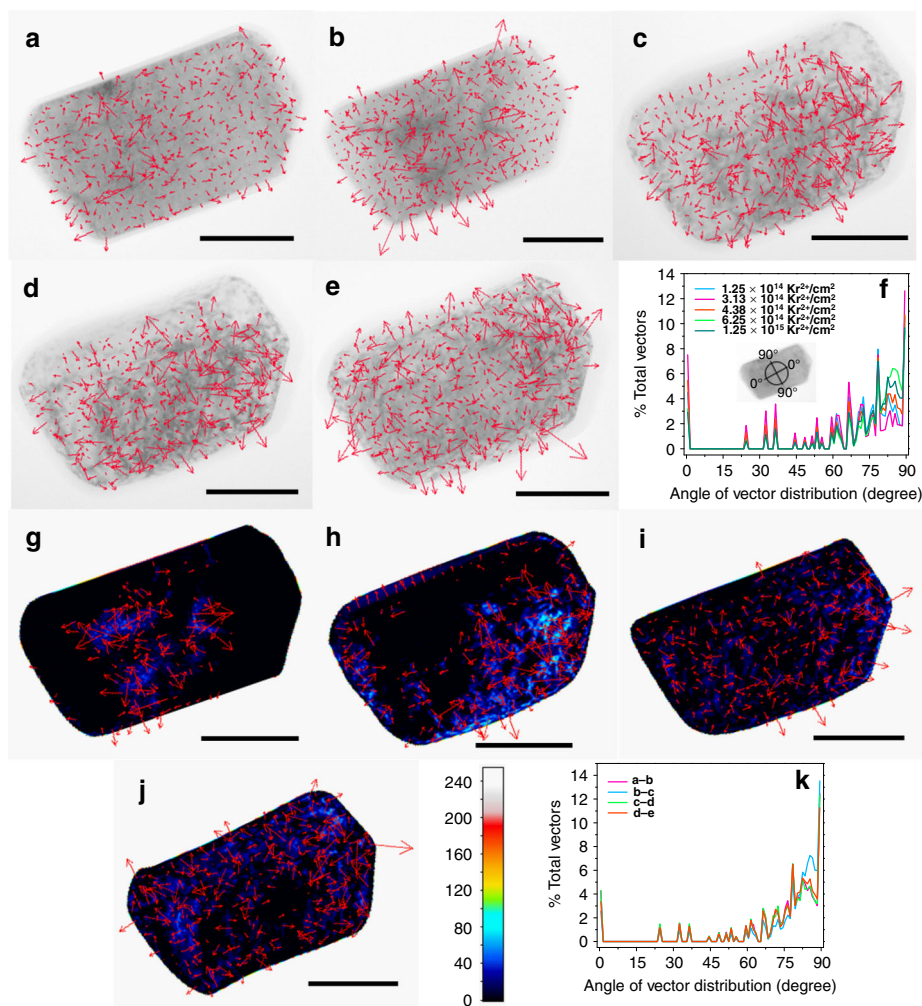 a
b
c
d
e
f
14
12
10
8
6
4
2
0
% Total vectors
1.25 × 10¹⁴ Kr²⁺/cm²
3.13 × 10¹⁴ Kr²⁺/cm²
4.38 × 10¹⁴ Kr²⁺/cm²
6.25 × 10¹⁴ Kr²⁺/cm²
1.25 × 10¹⁵ Kr²⁺/cm²
90°
0°
0°
90°
0 15 30 45 60 75 90
Angle of vector distribution (degree)
g
h
i
j
240
200
160
120
80
40
0
k
14
12
10
8
6
4
2
0
% Total vectors
a–b
b–c
c–d
d–e
0 15 30 45 60 75 90
Angle of vector distribution (degree)